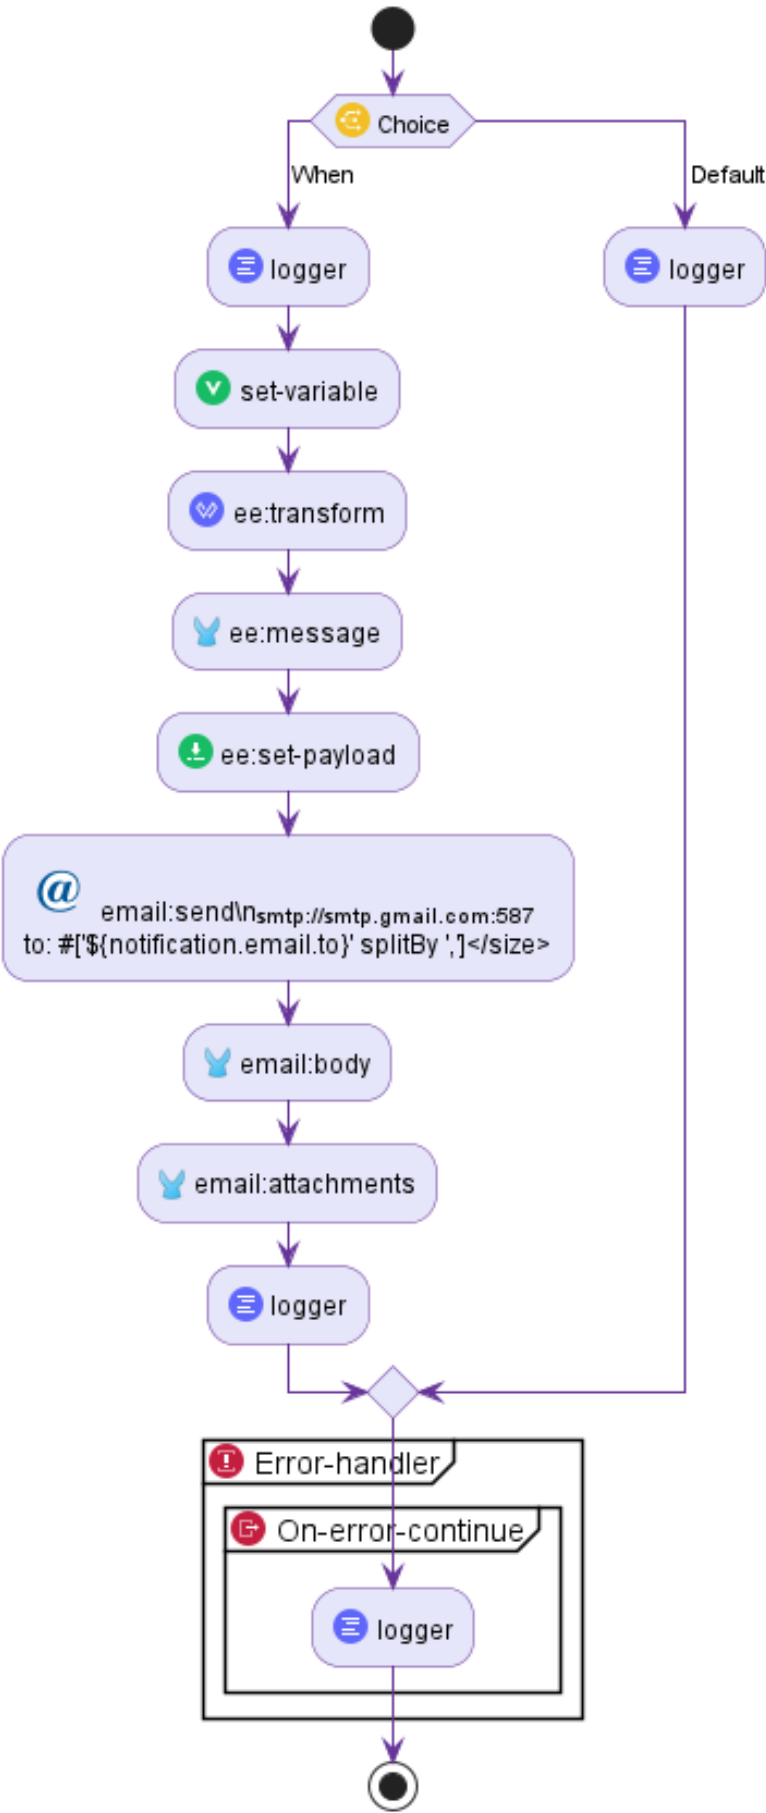 Choice
When
Default
logger
logger
set-variable
ee:transform
ee:message
ee:set-payload
@
email:send\nsmtp://smtp.gmail.com:587
to: #['${notification.email.to}' splitBy ',']</size>
email:body
email:attachments
logger
Error-handler
On-error-continue
logger